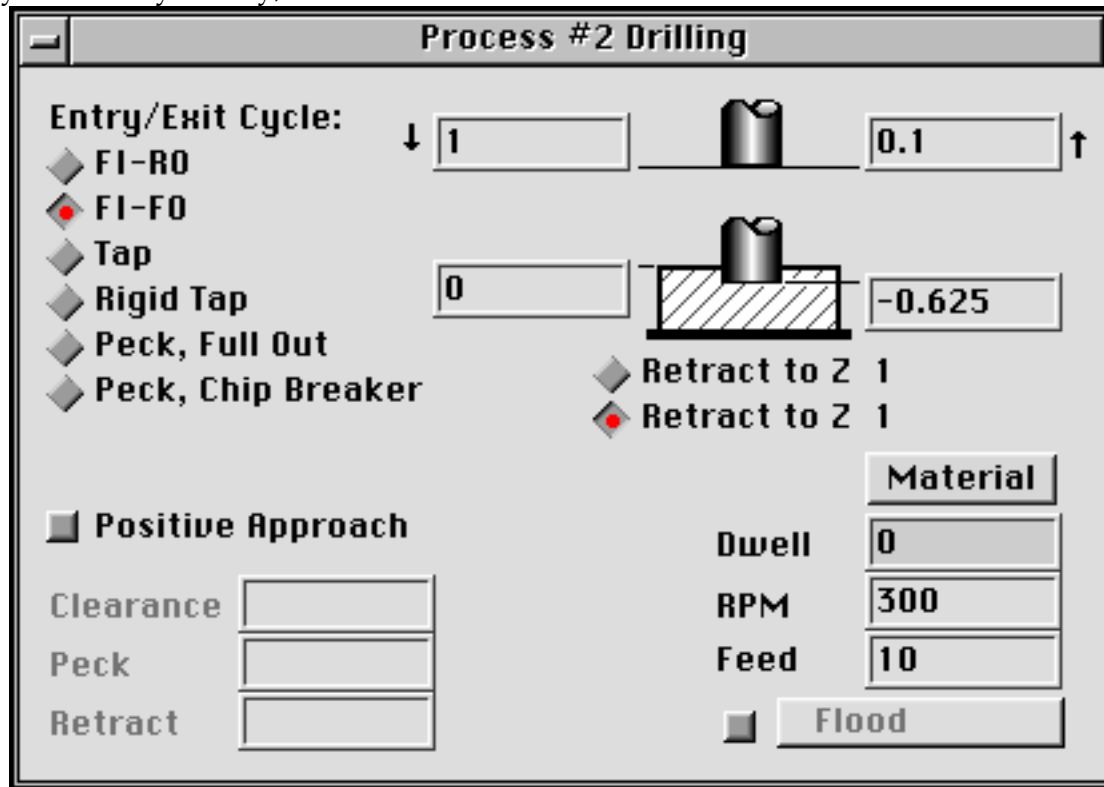 Process #2 Drilling
Entry/Exit Cycle:
↓ 1
0.1 ↑
FI-RO
FI-FO
Tap
Rigid Tap
Peck, Full Out
Peck, Chip Breaker
0
-0.625
Retract to Z 1
Retract to Z 1
Material
Positive Approach
Clearance
Peck
Retract
Dwell 0
RPM 300
Feed 10
Flood